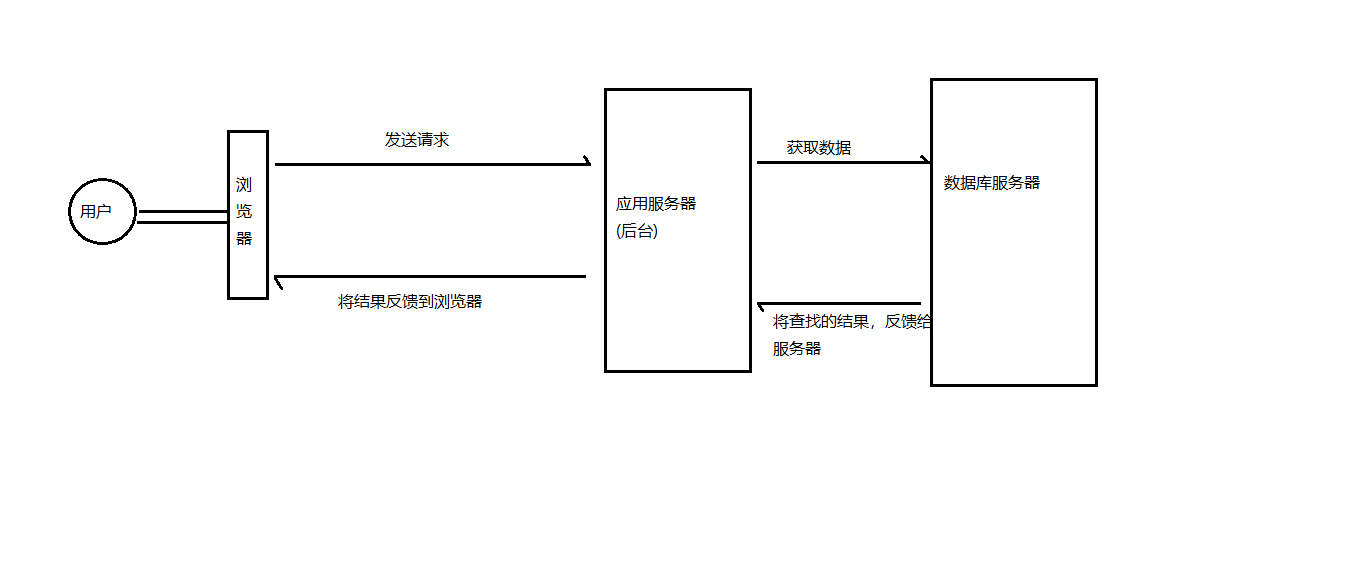 发送请求
获取数据
浏
览
器
用户
应用服务器
(后台)
数据库服务器
将结果反馈到浏览器
将查找的结果，反馈给
服务器